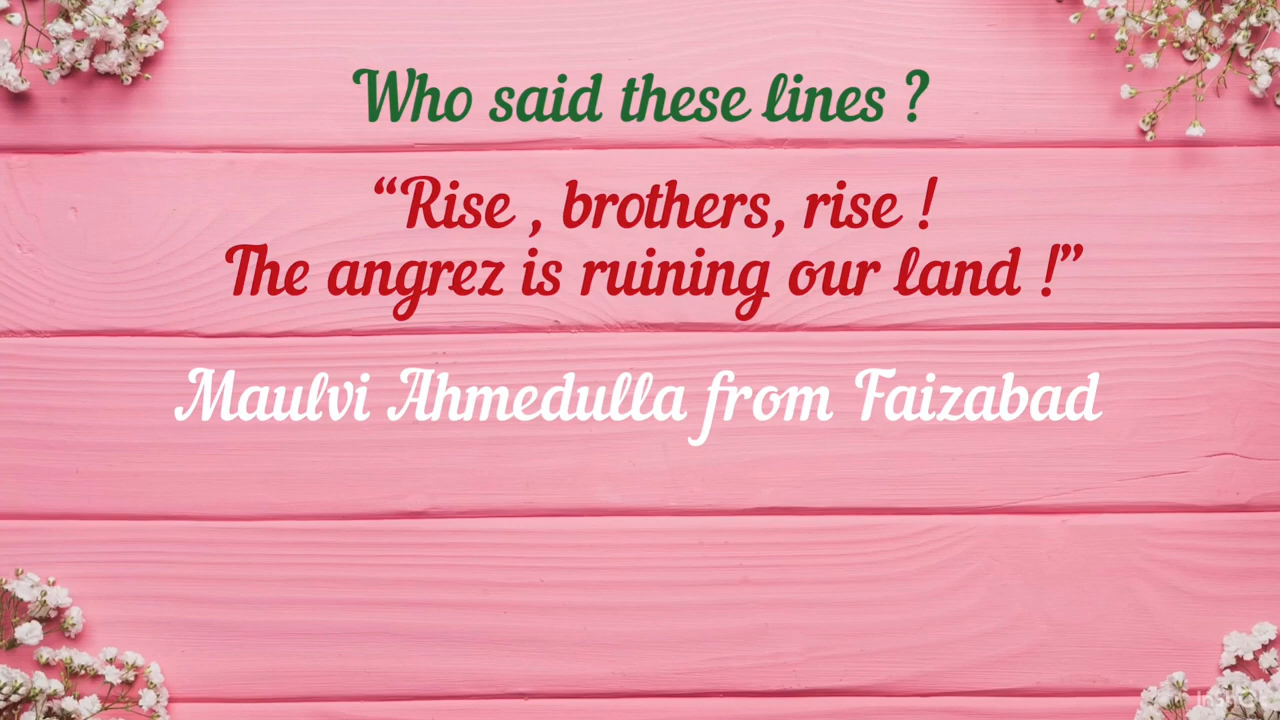 Who said these lines ?
“Rise , brothers, rise !
The angrez is ruining our land !”
Maulvi Ahmedulla from Faizabad